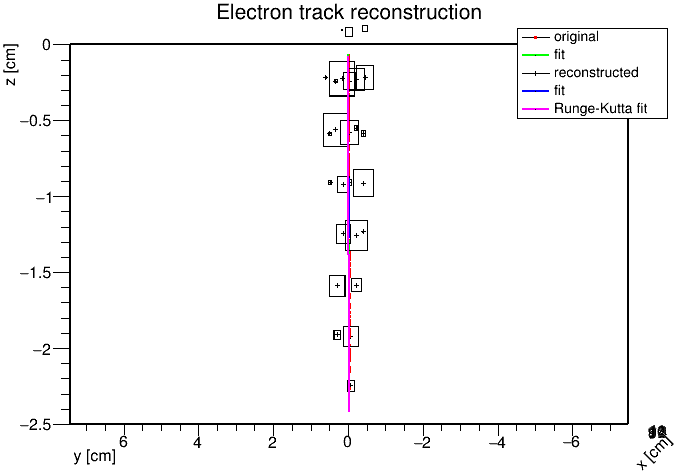 Electron track reconstruction
z [cm]
original
fit
reconstructed
fit
Runge-Kutta fit
0
−0.5
−1
−1.5
−2
−2.5
6 4 2 0 −2 −4 −6
y [cm]
x [cm]